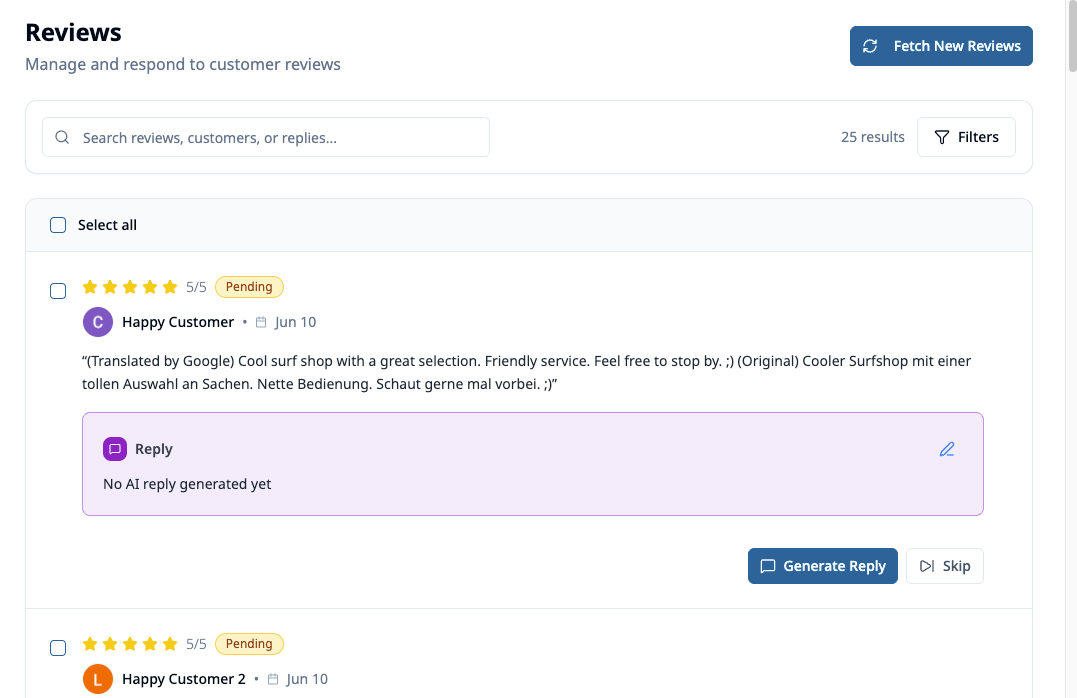 Reviews
Manage and respond to customer reviews
Fetch New Reviews
Search reviews, customers, or replies...
25 results
Filters
Select all
5/5
Pending
C
Happy Customer • Jun 10
“(Translated by Google) Cool surf shop with a great selection. Friendly service. Feel free to stop by. ;) (Original) Cooler Surfshop mit einer
tollen Auswahl an Sachen. Nette Bedienung. Schaut gerne mal vorbei. ;)”
Reply
No AI reply generated yet
Generate Reply
Skip
5/5
Pending
L
Happy Customer 2 • Jun 10